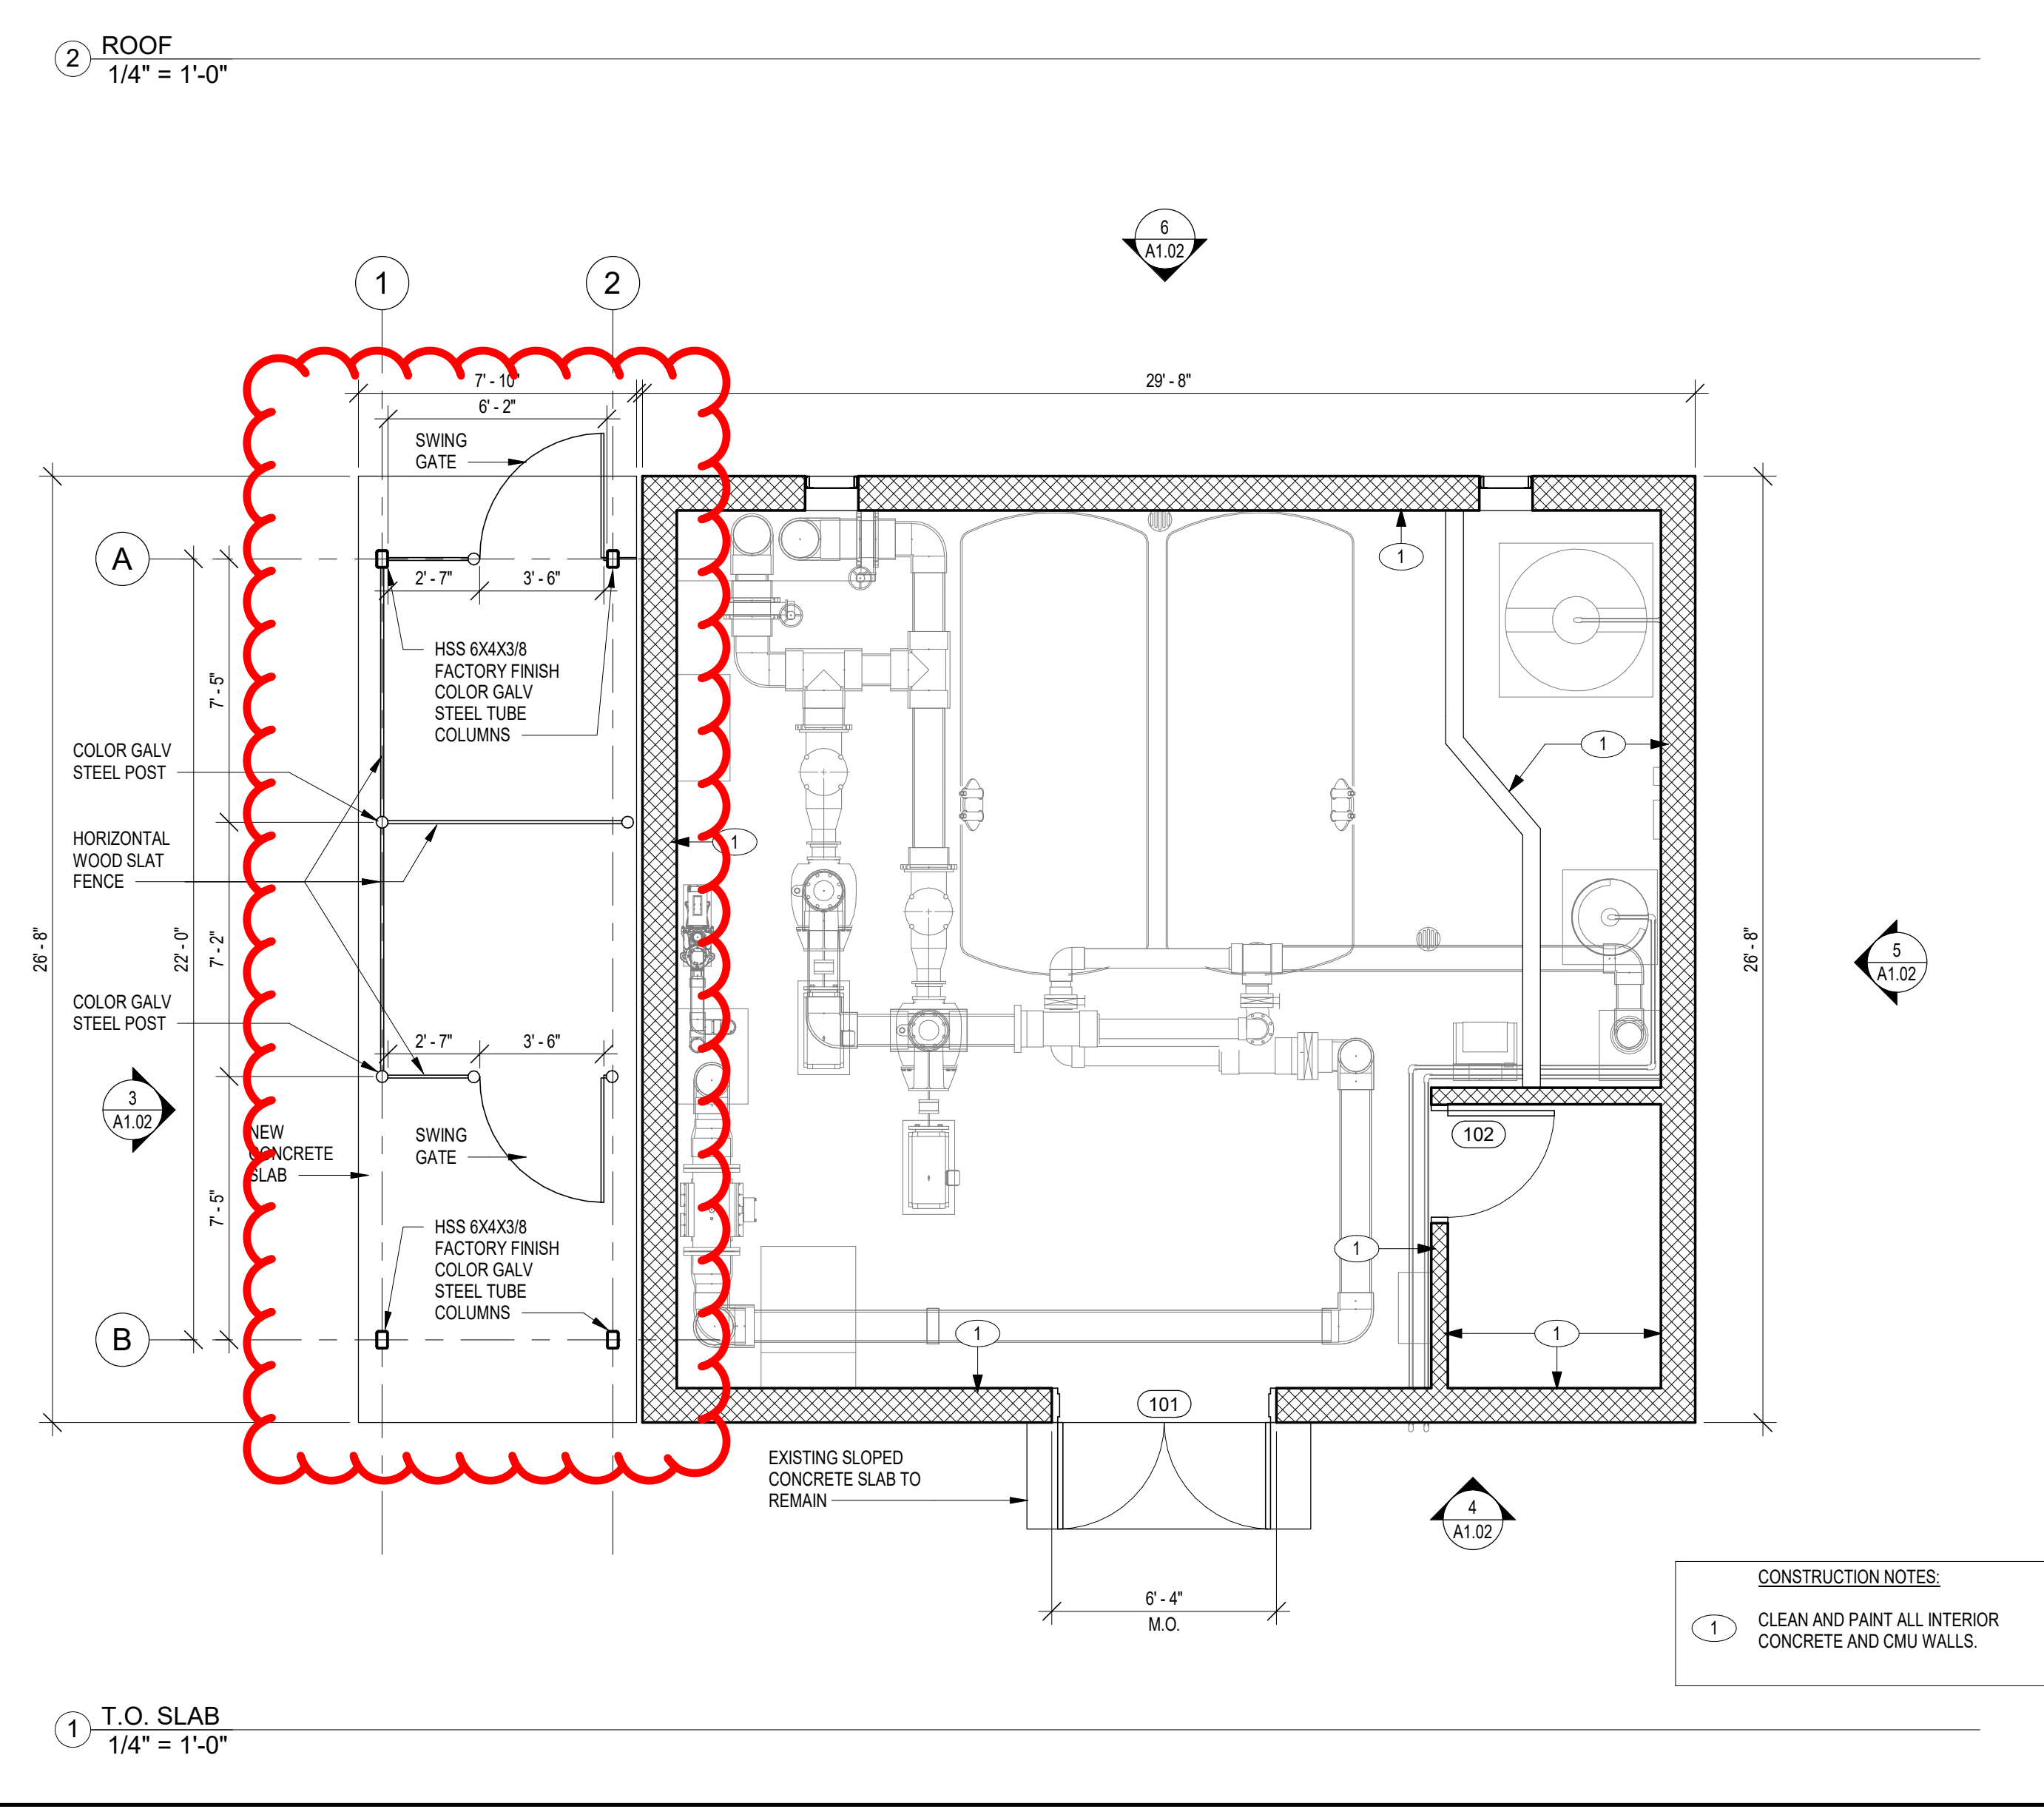 2
ROOF
1/4" = 1'-0"
6
A1.02
1
2
7' - 10"
29' - 8"
6' - 2"
SWING
GATE
A
1
2' - 7"
3' - 6"
HSS 6X4X3/8
FACTORY FINISH
COLOR GALV
STEEL TUBE
COLUMNS
7' - 5"
COLOR GALV
STEEL POST
1
HORIZONTAL
WOOD SLAT
FENCE
1
26' - 8"
22' - 0"
7' - 2"
26' - 8"
5
A1.02
COLOR GALV
STEEL POST
2' - 7"
3' - 6"
3
A1.02
NEW
CONCRETE
SLAB
SWING
GATE
102
7' - 5"
HSS 6X4X3/8
FACTORY FINISH
COLOR GALV
STEEL TUBE
COLUMNS
1
B
1
1
101
EXISTING SLOPED
CONCRETE SLAB TO
REMAIN
4
A1.02
6' - 4"
M.O.
CONSTRUCTION NOTES:
1
CLEAN AND PAINT ALL INTERIOR
CONCRETE AND CMU WALLS.
1
T.O. SLAB
1/4" = 1'-0"